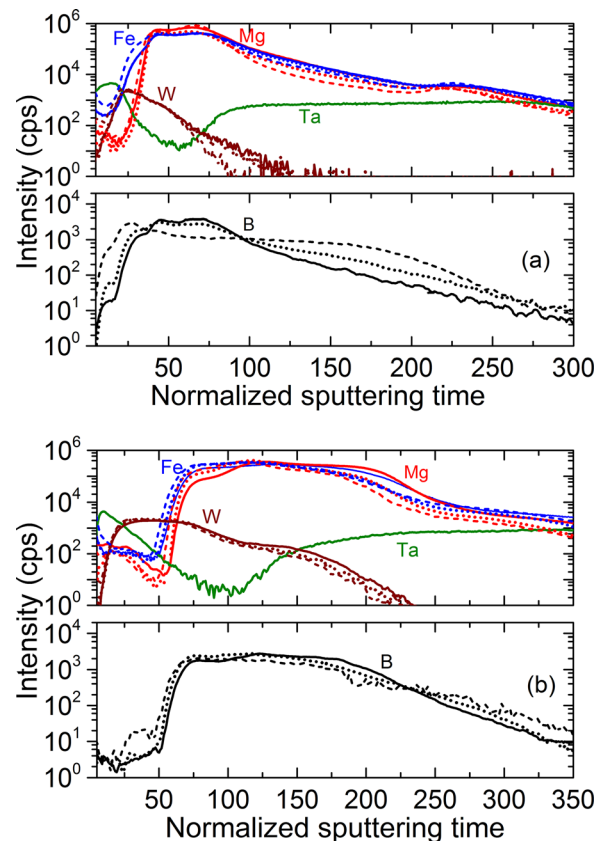 10^6
Fe
Mg
10^4
W
Ta
10^2
10^0
Intensity (cps)
10^4
10^3
B
10^2
(a)
10^1
10^0
50 100 150 200 250 300
Normalized sputtering time
10^6
Fe
Mg
10^4
W
10^2
Ta
10^0
Intensity (cps)
10^4
10^3
B
10^2
(b)
10^1
10^0
50 100 150 200 250 300 350
Normalized sputtering time